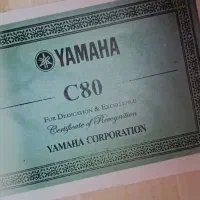 YAMAHA
C80
FOR DEDICATION & EXCELLENCE
Certificate of Recognition
YAMAHA CORPORATION